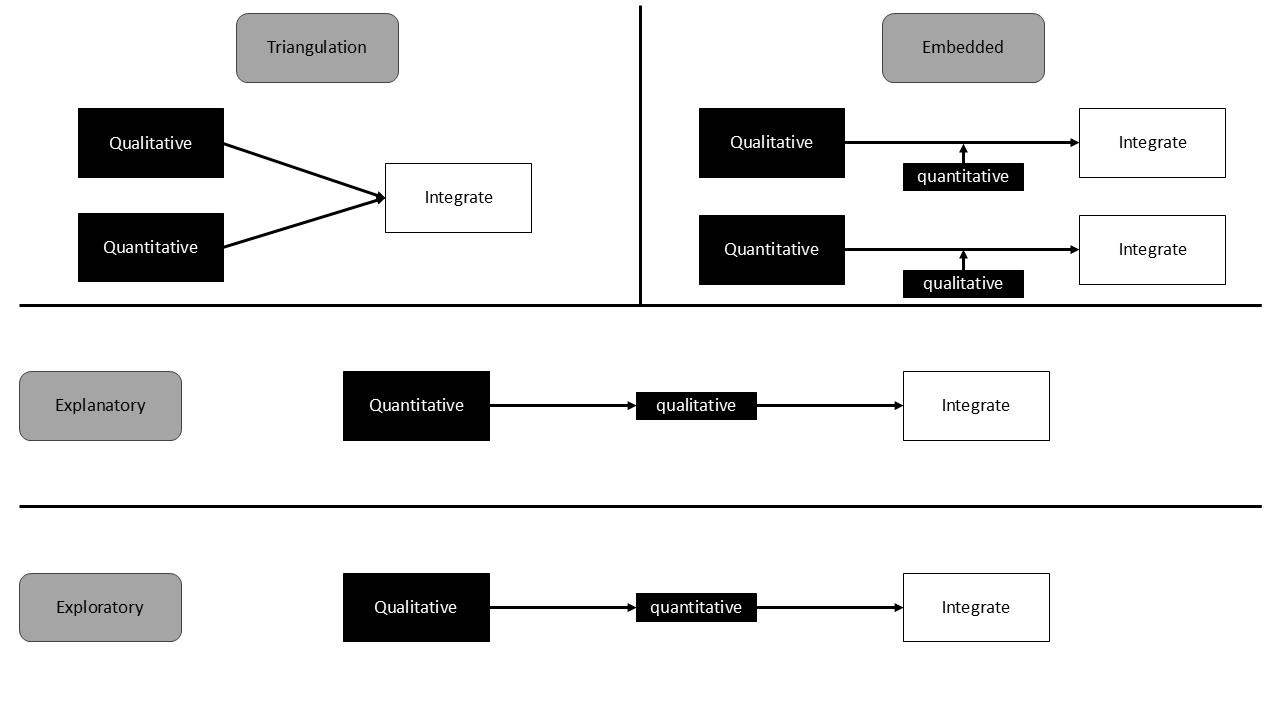 Triangulation
Qualitative
Quantitative
Integrate
Embedded
Qualitative
quantitative
Integrate
Quantitative
qualitative
Integrate
Explanatory
Quantitative
qualitative
Integrate
Exploratory
Qualitative
quantitative
Integrate